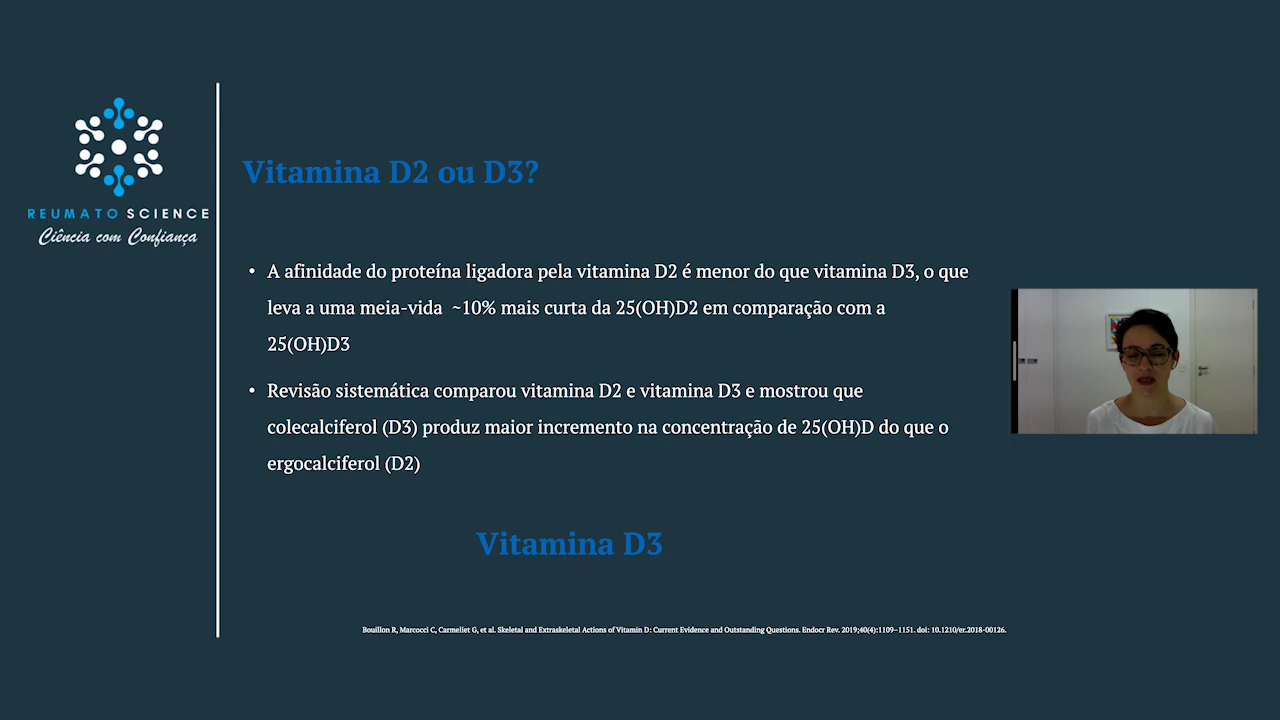 REUMATO SCIENCE
Ciência com Confiança
Vitamina D2 ou D3?
• A afinidade do proteína ligadora pela vitamina D2 é menor do que vitamina D3, o que
leva a uma meia-vida ~10% mais curta da 25(OH)D2 em comparação com a
25(OH)D3
• Revisão sistemática comparou vitamina D2 e vitamina D3 e mostrou que
colecalciferol (D3) produz maior incremento na concentração de 25(OH)D do que o
ergocalciferol (D2)
Vitamina D3
Bouillon R, Marcocci C, Carmeliet G, et al. Skeletal and Extraskeletal Actions of Vitamin D: Current Evidence and Outstanding Questions. Endocr Rev. 2019;40(4):1109–1151. doi: 10.1210/er.2018-00126.